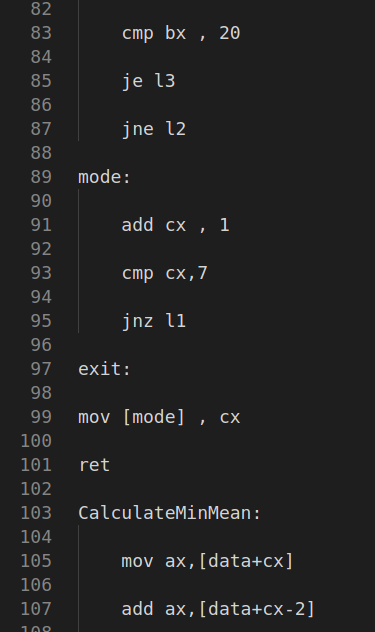 82
83 cmp bx , 20
84
85 je l3
86
87 jne l2
88
89 mode:
90
91 add cx , 1
92
93 cmp cx,7
94
95 jnz l1
96
97 exit:
98
99 mov [mode] , cx
100
101 ret
102
103 CalculateMinMean:
104
105 mov ax,[data+cx]
106
107 add ax,[data+cx-2]
108